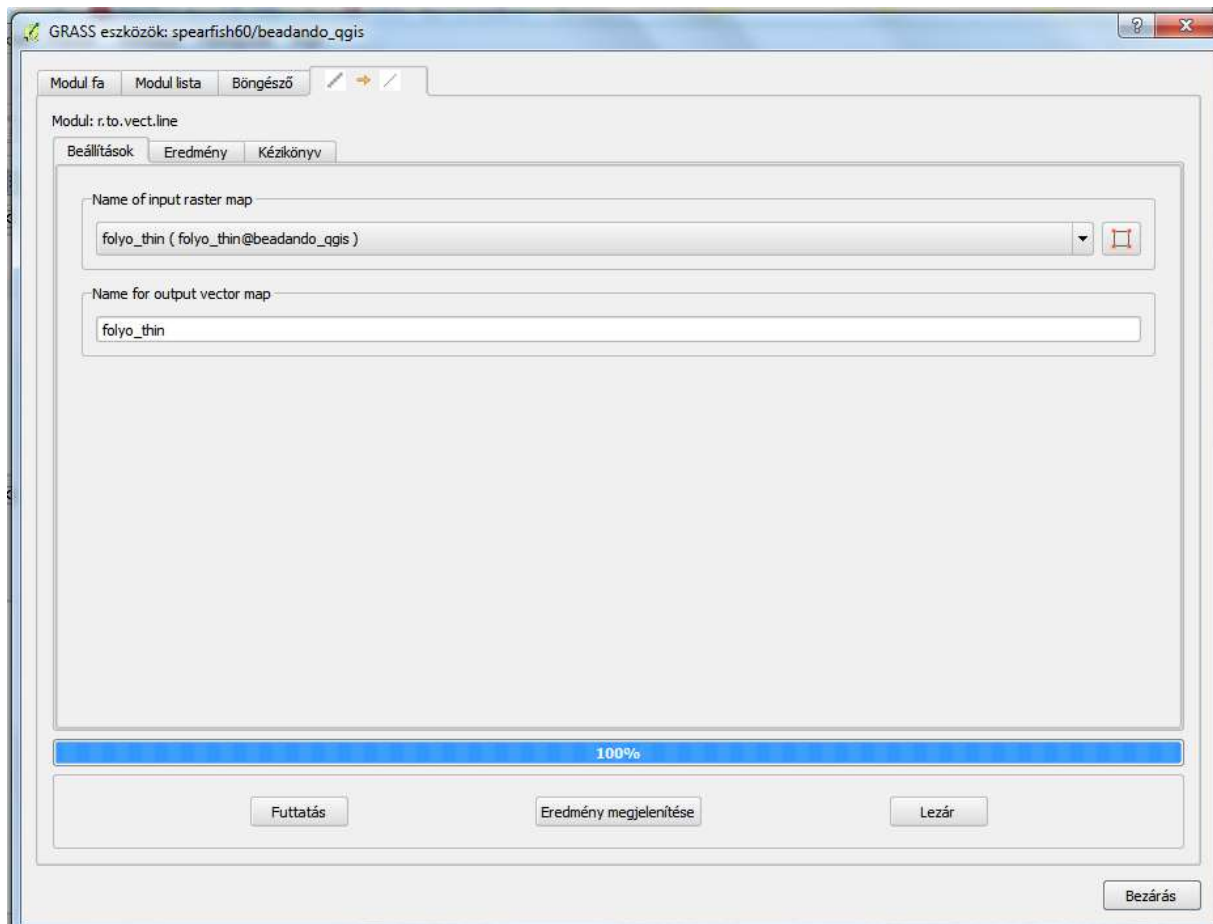 GRASS eszközök: spearfish60/beadando_qgis
Modul fa Modul lista Böngésző
Modul: r.to.vect.line
Beállítások Eredmény Kézikönyv
Name of input raster map
folyo_thin ( folyo_thin@beadando_qgis )
Name for output vector map
folyo_thin
100%
Futtatás Eredmény megjelenítése Lezár
Bezárás